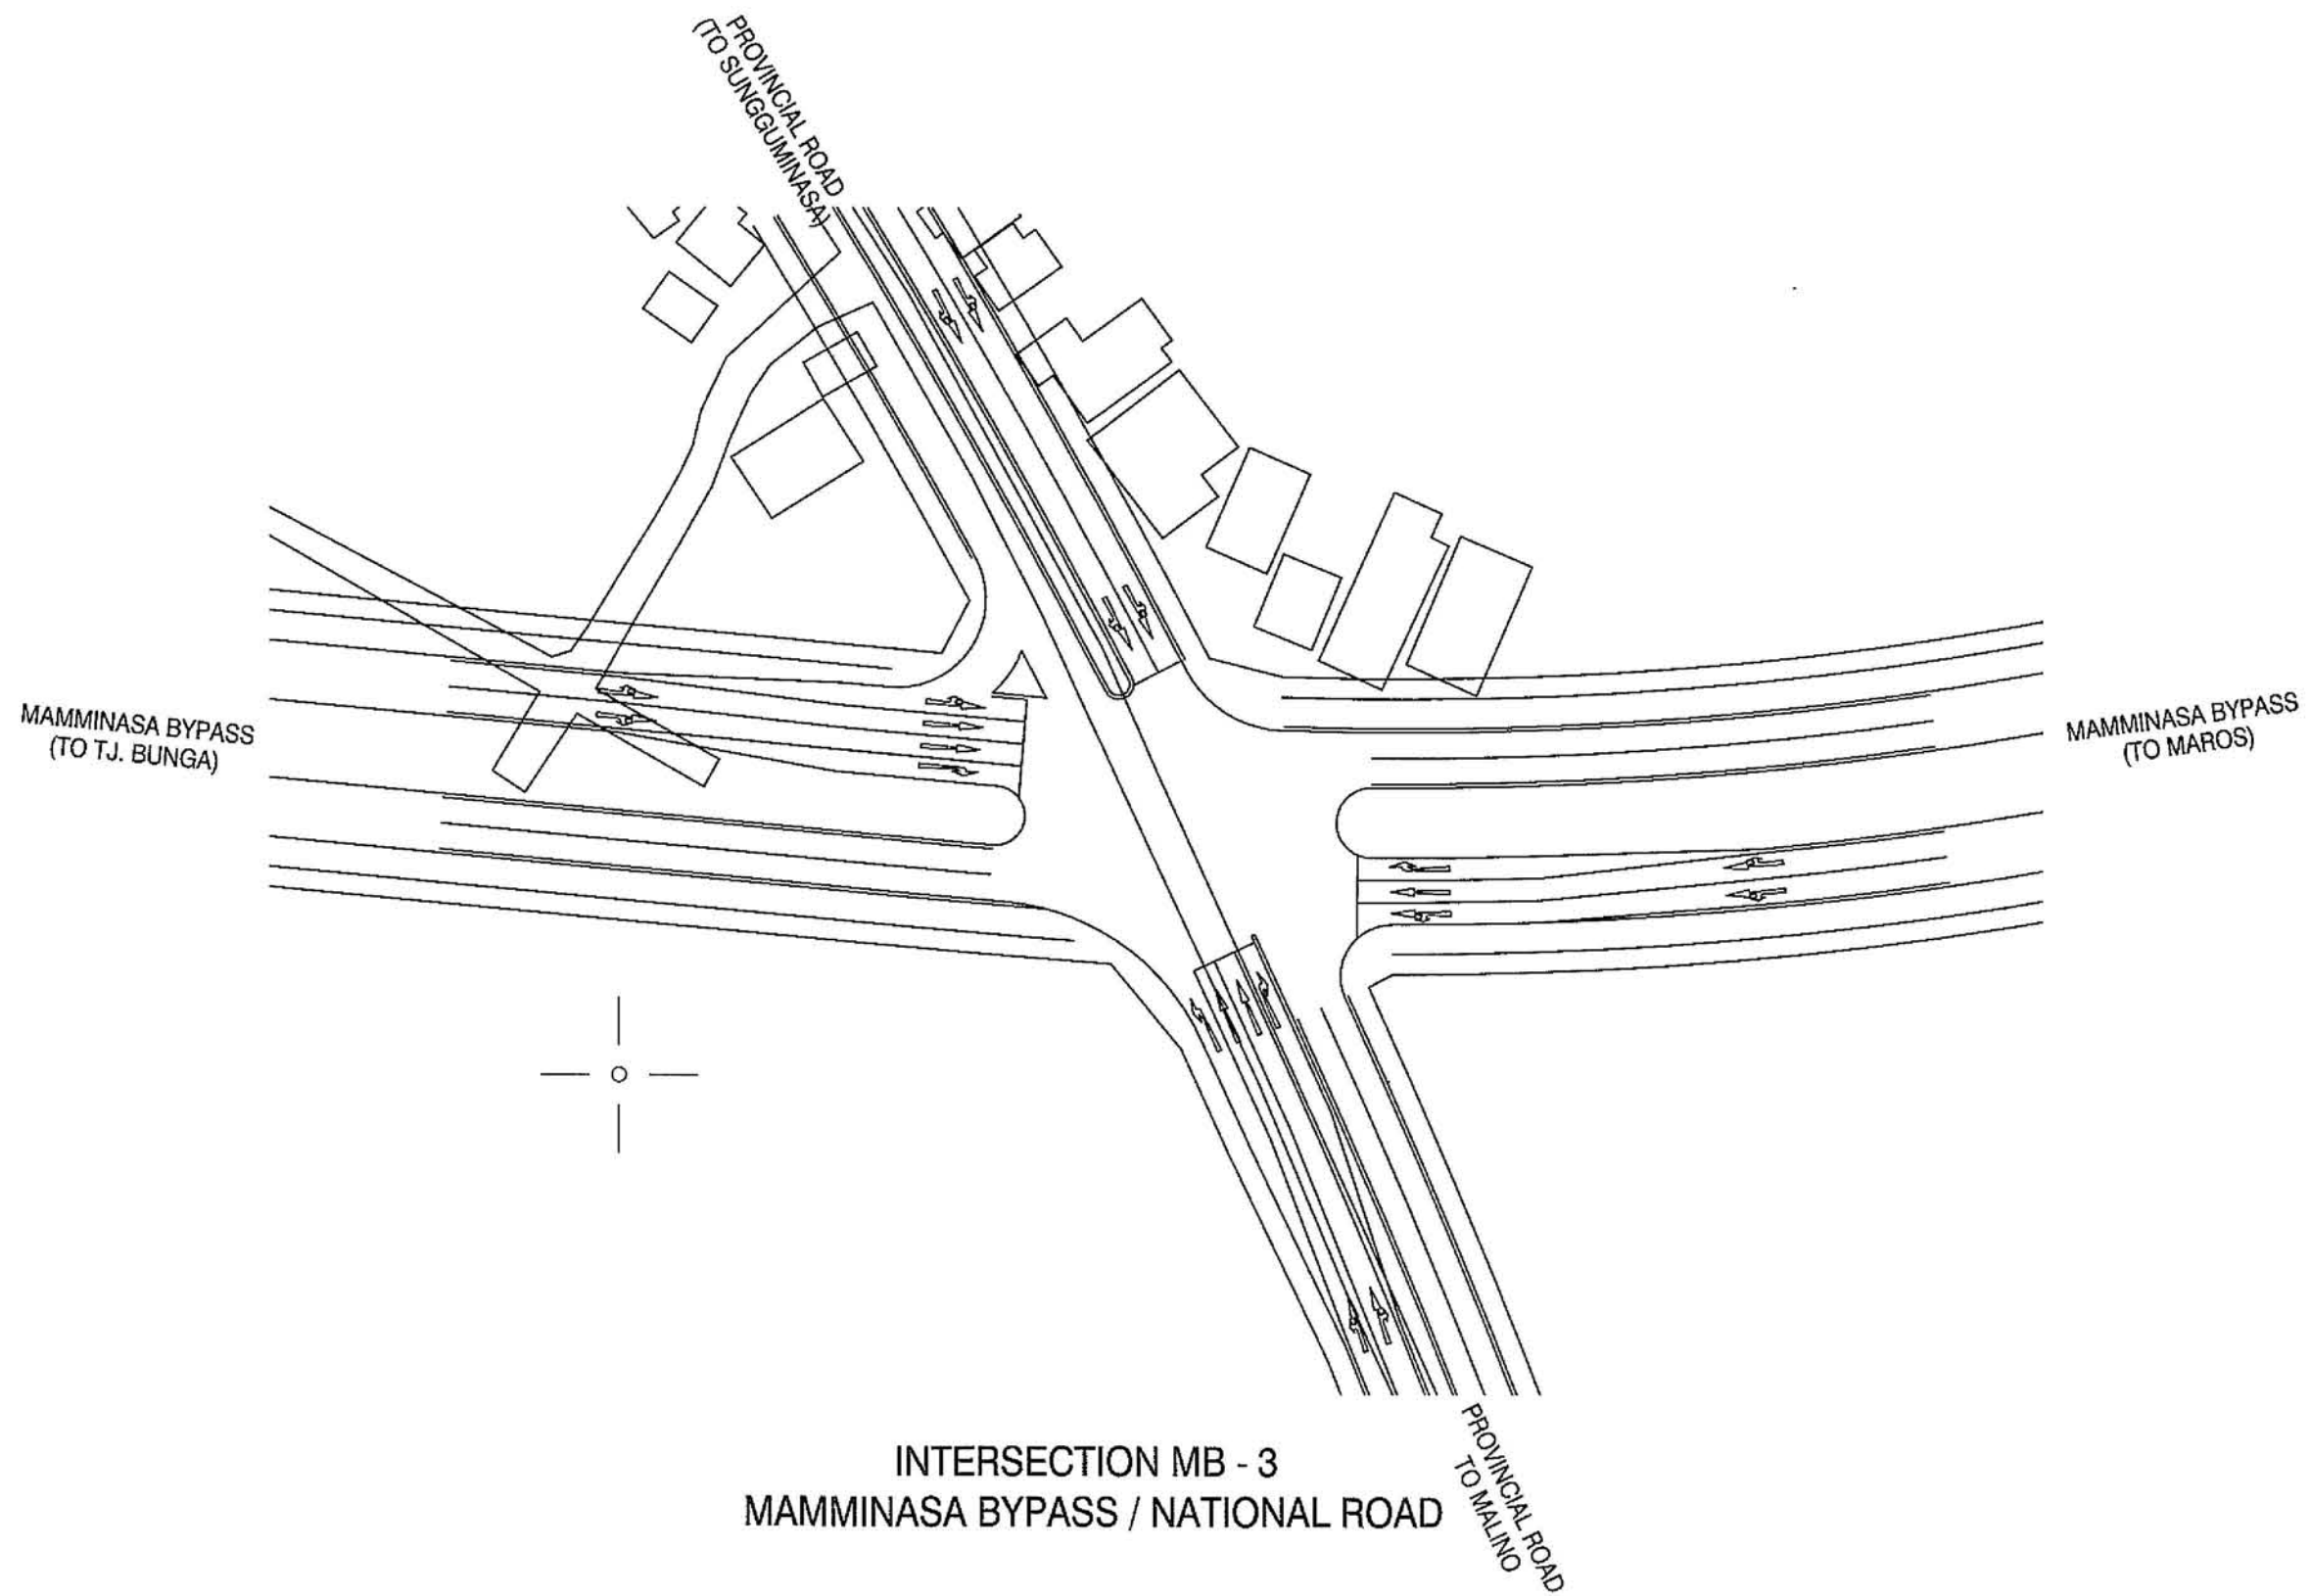 PROVINCIAL ROAD
(TO SUNGGUMINASA)
MAMMINASA BYPASS
(TO T.J. BUNGA)
MAMMINASA BYPASS
(TO MAROS)
PROVINCIAL ROAD
TO MALINO
INTERSECTION MB - 3
MAMMINASA BYPASS / NATIONAL ROAD